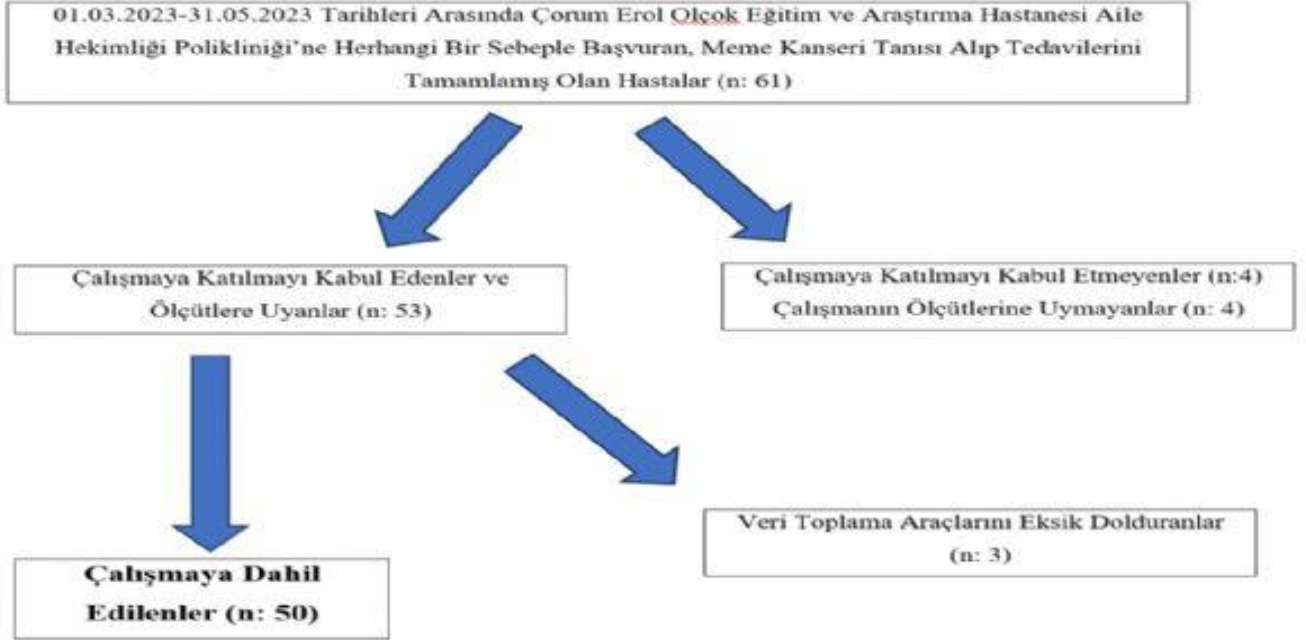 01.03.2023-31.05.2023 Tarihleri Arasında Çorum Erol Olçok Eğitim ve Araştırma Hastanesi Aile
Hekimliği Polikliniği'ne Herhangi Bir Sebeple Başvuran, Meme Kanseri Tanısı Alıp Tedavilerini
Tamamlamış Olan Hastalar (n: 61)
Çalışmaya Katılmayı Kabul Edenler ve
Ölçütlere Uyanlar (n: 53)
Çalışmaya Katılmayı Kabul Etmeyenler (n:4)
Çalışmanın Ölçütlerine Uymayanlar (n: 4)
Veri Toplama Araçlarını Eksik Dolduranlar
(n: 3)
Çalışmaya Dahil
Edilenler (n: 50)